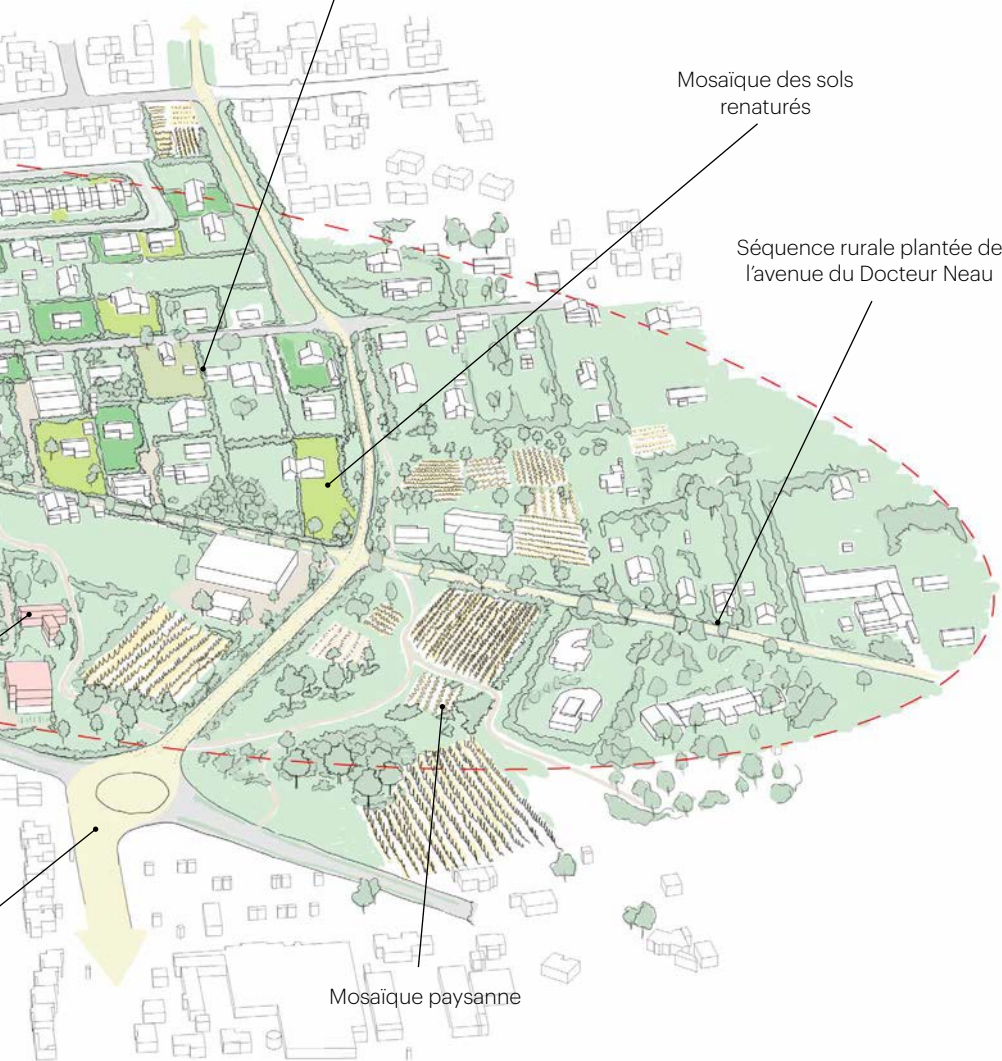 Mosaïque des sols
renaturés
Séquence rurale plantée de
l’avenue du Docteur Neau
Mosaïque paysanne